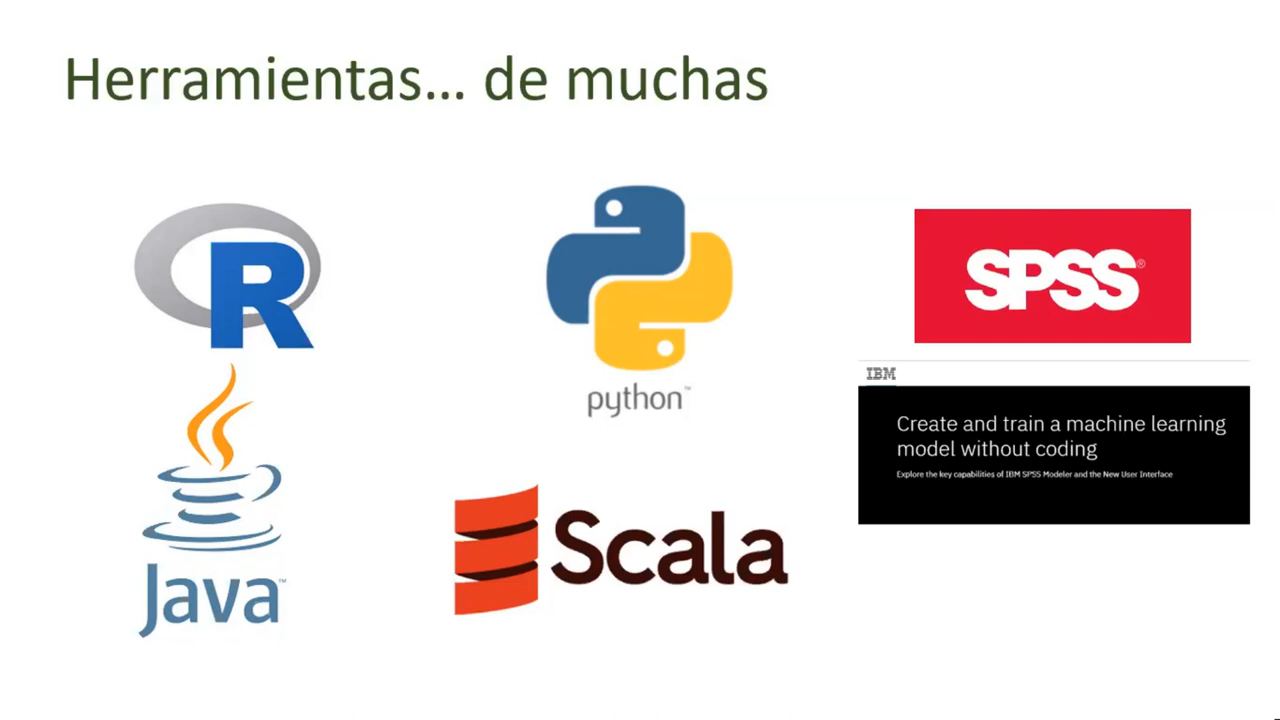 Herramientas... de muchas
R
python™
SPSS®
IBM
Create and train a machine learning
model without coding
Explore the key capabilities of IBM SPSS Modeler and the New User Interface
Java™
Scala